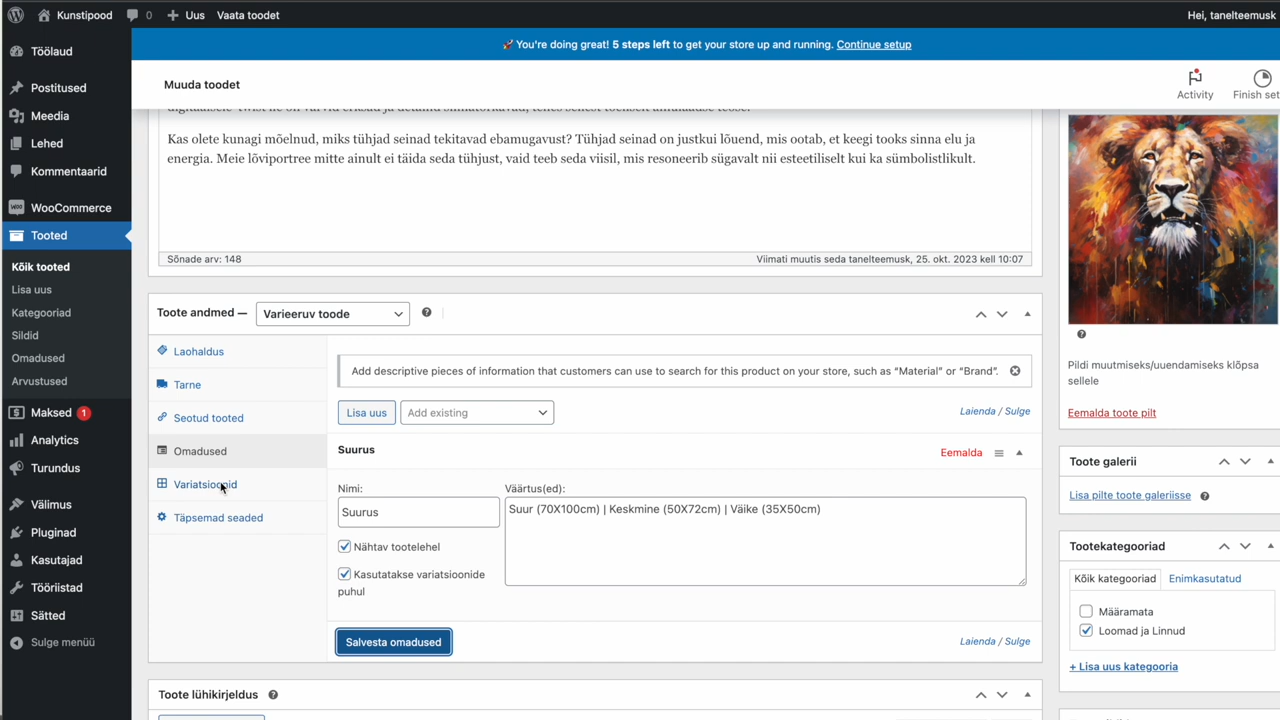 Kunstipood 0 Uus Vaata toodet Hei, tanelteemusk
🚀 You're doing great! 5 steps left to get your store up and running. Continue setup
Muuda toodet
Activity
Finish set
Töölaud
Postitused
Meedia
Lehed
Kommentaarid
WooCommerce
Tooted
Kõik tooted
Lisa uus
Kategooriad
Sildid
Omadused
Arvustused
Maksed 1
Analytics
Turundus
Välimus
Pluginad
Kasutajad
Tööriistad
Sätted
Sulge menüü
Kas olete kunagi mõelnud, miks tühjad seinad tekitavad ebamugavust? Tühjad seinad on justkui lõuend, mis ootab, et keegi tooks sinna elu ja
energia. Meie lõviportree mitte ainult ei täida seda tühjust, vaid teeb seda viisil, mis resoneerib sügavalt nii esteetiliselt kui ka sümbolistlikult.
Sõnade arv: 148 Viimati muutis seda tanelteemusk, 25. okt. 2023 kell 10:07
Toote andmed — Varieeruv toode
Laohaldus
Tarne
Seotud tooted
Omadused
Variatsioonid
Täpsemad seaded
Add descriptive pieces of information that customers can use to search for this product on your store, such as “Material” or “Brand”.
Lisa uus Add existing Laienda / Sulge
Suurus Eemalda
Nimi: Väärtus(ed):
Suurus
Suur (70X100cm) | Keskmine (50X72cm) | Väike (35X50cm)
Nähtav tootelehel
Kasutatakse variatsioonide
puhul
Salvesta omadused Laienda / Sulge
Toote lühikirjeldus
Pildi muutmiseks/uuendamiseks klõpsa
sellele
Eemalda toote pilt
Toote galerii
Lisa pilte toote galeriisse
Tootekategooriad
Kõik kategooriad Enimkasutatud
Määramata
Loomad ja Linnud
+ Lisa uus kategooria